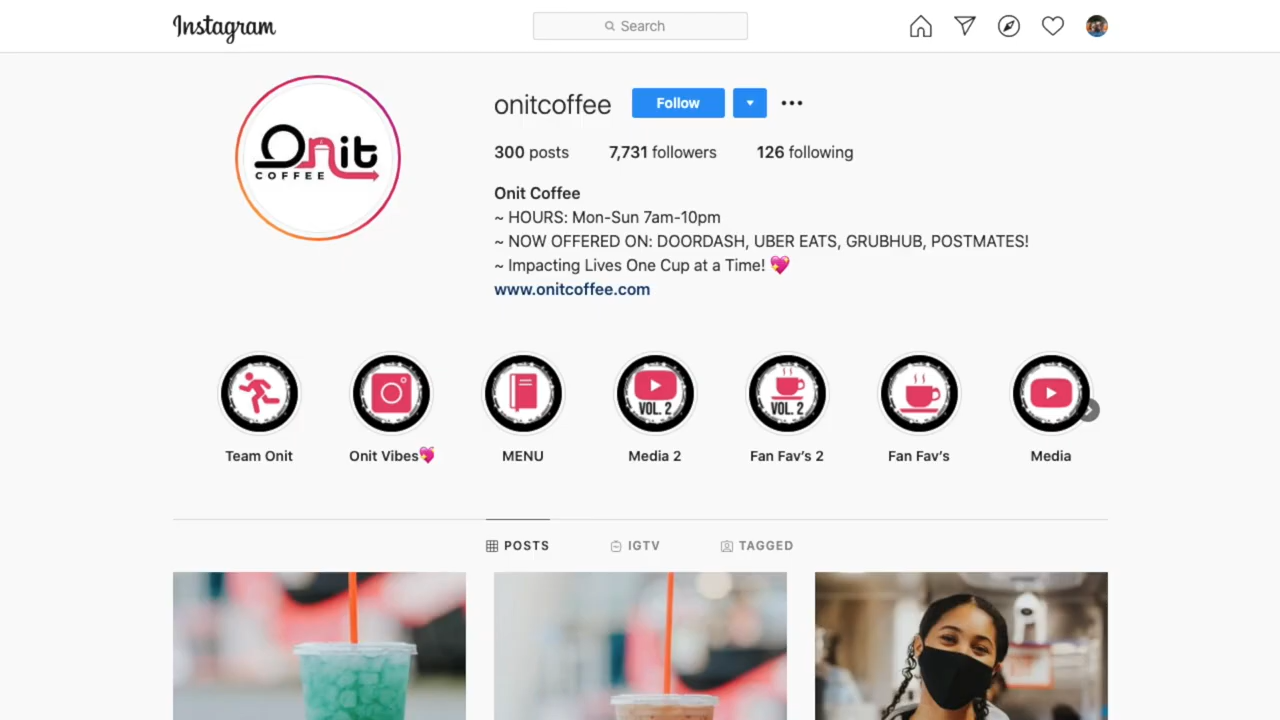 Instagram
Search
onitcoffee
Follow
300 posts
7,731 followers
126 following
Onit
COFFEE
Onit Coffee
~ HOURS: Mon-Sun 7am-10pm
~ NOW OFFERED ON: DOORDASH, UBER EATS, GRUBHUB, POSTMATES!
~ Impacting Lives One Cup at a Time! 💖
www.onitcoffee.com
VOL. 2
VOL. 2
Team Onit
Onit Vibes💖
MENU
Media 2
Fan Fav's 2
Fan Fav's
Media
POSTS
IGTV
TAGGED